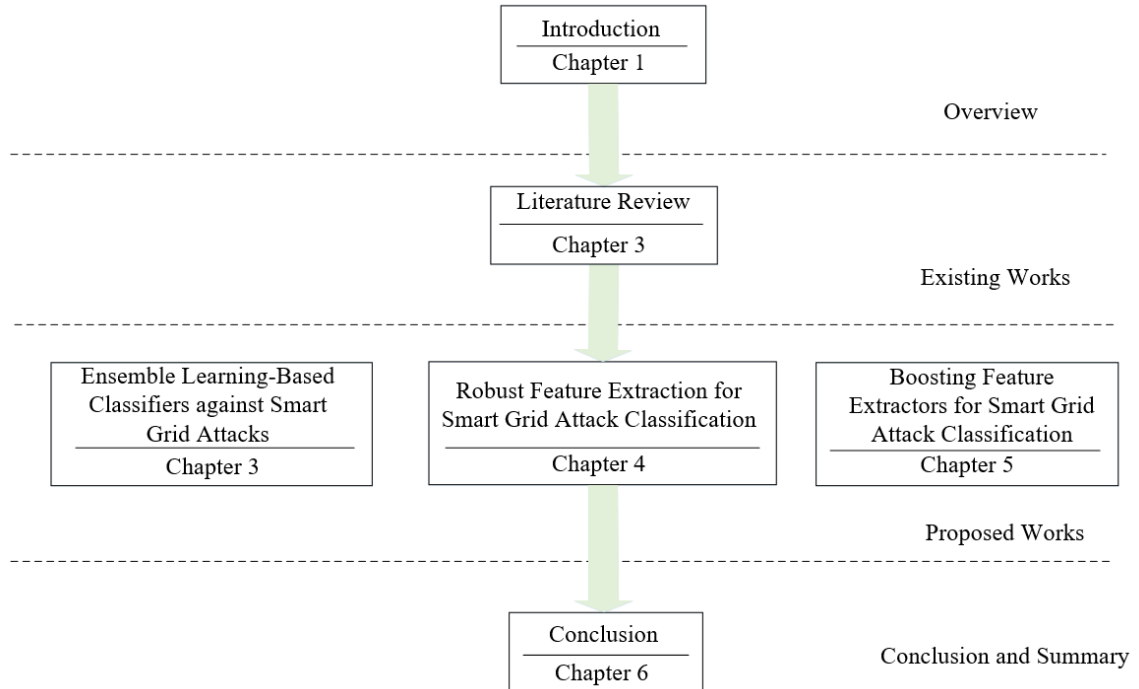 Introduction
Chapter 1
Overview
Literature Review
Chapter 3
Existing Works
Ensemble Learning-Based
Classifiers against Smart
Grid Attacks
Chapter 3
Robust Feature Extraction for
Smart Grid Attack Classification
Chapter 4
Boosting Feature
Extractors for Smart Grid
Attack Classification
Chapter 5
Proposed Works
Conclusion
Chapter 6
Conclusion and Summary